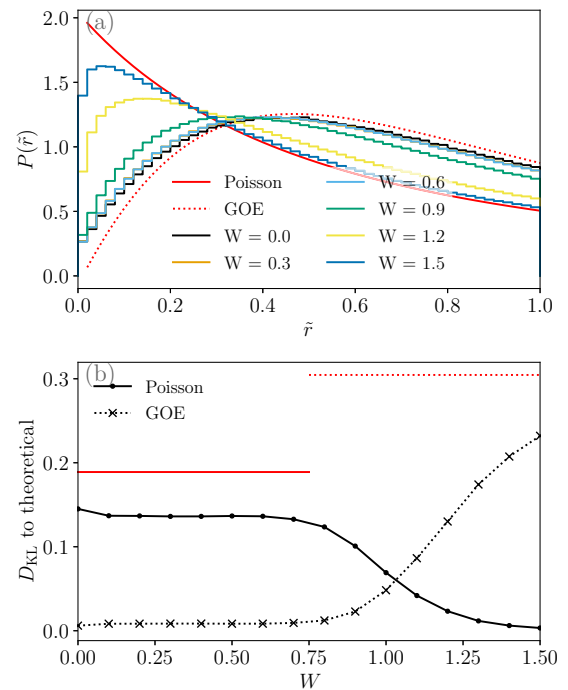 (a)
2.0
1.5
1.0
0.5
0.0
P(r̃)
Poisson
GOE
W = 0.0
W = 0.3
W = 0.6
W = 0.9
W = 1.2
W = 1.5
0.0 0.2 0.4 0.6 0.8 1.0
r̃
(b)
0.3
0.2
0.1
0.0
D_KL to theoretical
Poisson
GOE
0.00 0.25 0.50 0.75 1.00 1.25 1.50
W